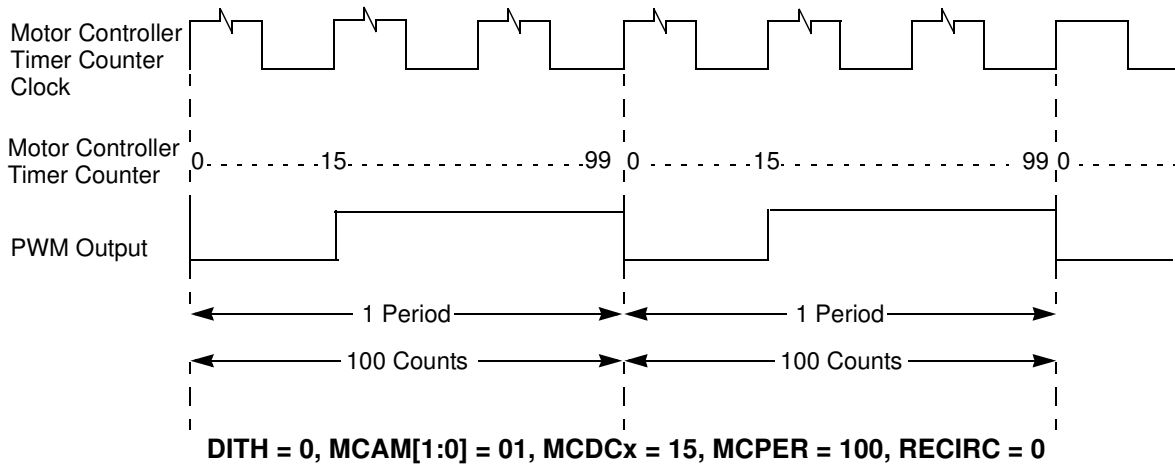 Motor Controller
Timer Counter
Clock
Motor Controller
Timer Counter
0 15 99 0 15 99 0
PWM Output
1 Period 1 Period
100 Counts 100 Counts
DITH = 0, MCAM[1:0] = 01, MCDCx = 15, MCPER = 100, RECIRC = 0